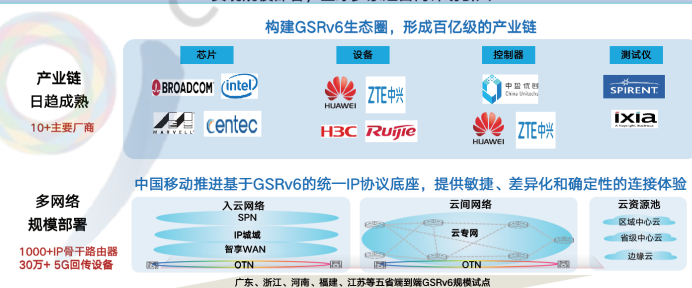 构建GSRv6生态圈，形成百亿级的产业链
芯片
设备
控制器
测试仪
产业链
日趋成熟
10+主要厂商
BROADCOM
intel
HUAWEI
ZTE中兴
中盈优创
China Unitechs
SPIRENT
MARVELL
Centec
H3C
Ruijie
HUAWEI
ZTE中兴
ixia
中国移动推进基于GSRv6的统一IP协议底座，提供敏捷、差异化和确定性的连接体验
多网络
规模部署
1000+IP骨干路由器
30万+ 5G回传设备
入云网络
SPN
IP城域
智享WAN
OTN
云间网络
云专网
OTN
云资源池
区域中心云
省级中心云
边缘云
广东、浙江、河南、福建、江苏等五省端到端GSRv6规模试点